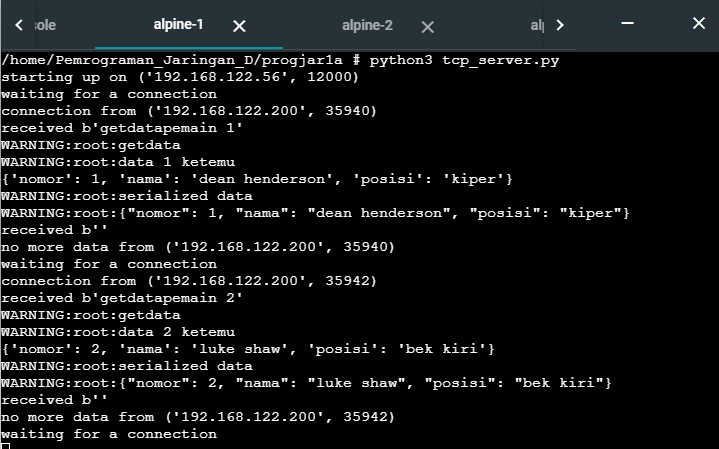 sole
alpine-1
alpine-2
al
/home/Pemrograman_Jaringan_D/progjar1a # python3 tcp_server.py
starting up on ('192.168.122.56', 12000)
waiting for a connection
connection from ('192.168.122.200', 35940)
received b'getdatapemain 1'
WARNING:root:getdata
WARNING:root:data 1 ketemu
{'nomor': 1, 'nama': 'dean henderson', 'posisi': 'kiper'}
WARNING:root:serialized data
WARNING:root:{"nomor": 1, "nama": "dean henderson", "posisi": "kiper"}
received b''
no more data from ('192.168.122.200', 35940)
waiting for a connection
connection from ('192.168.122.200', 35942)
received b'getdatapemain 2'
WARNING:root:getdata
WARNING:root:data 2 ketemu
{'nomor': 2, 'nama': 'luke shaw', 'posisi': 'bek kiri'}
WARNING:root:serialized data
WARNING:root:{"nomor": 2, "nama": "luke shaw", "posisi": "bek kiri"}
received b''
no more data from ('192.168.122.200', 35942)
waiting for a connection